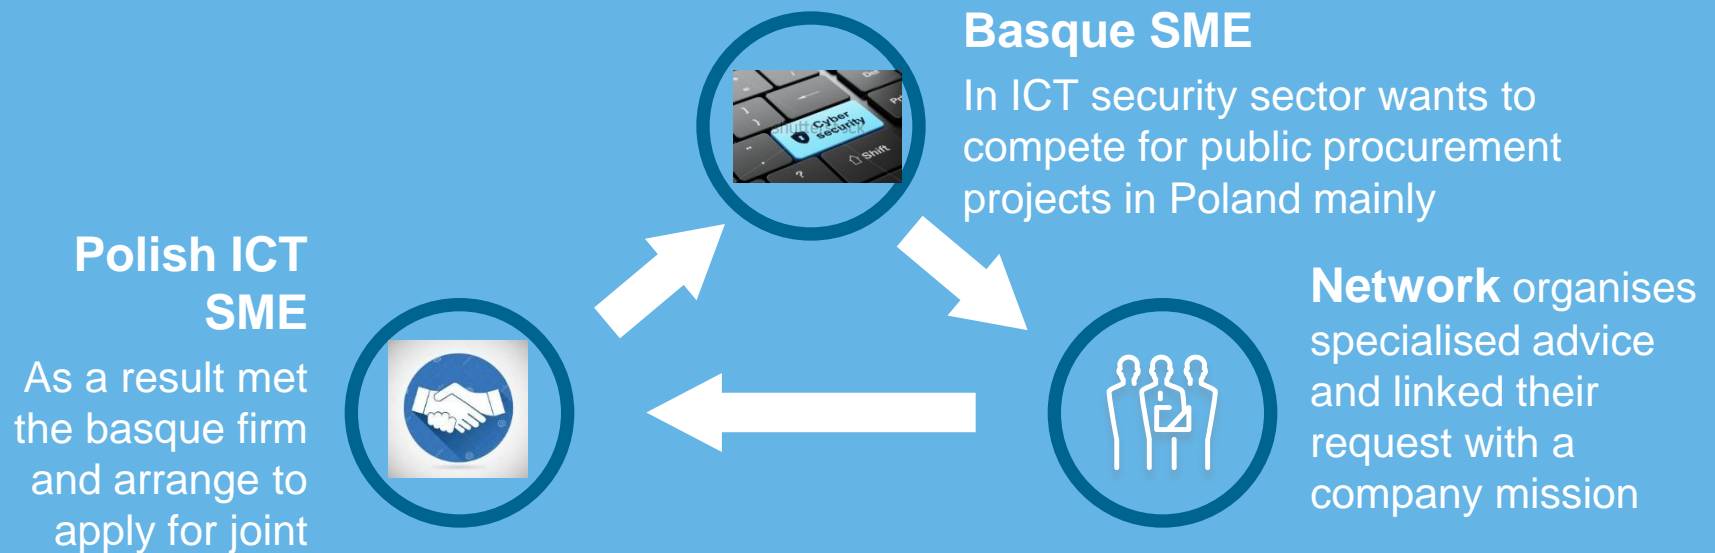 Basque SME
In ICT security sector wants to
compete for public procurement
projects in Poland mainly
Cyber
security
Shift
?
Network organises
specialised advice
and linked their
request with a
company mission
Polish ICT
SME
As a result met
the basque firm
and arrange to
apply for joint